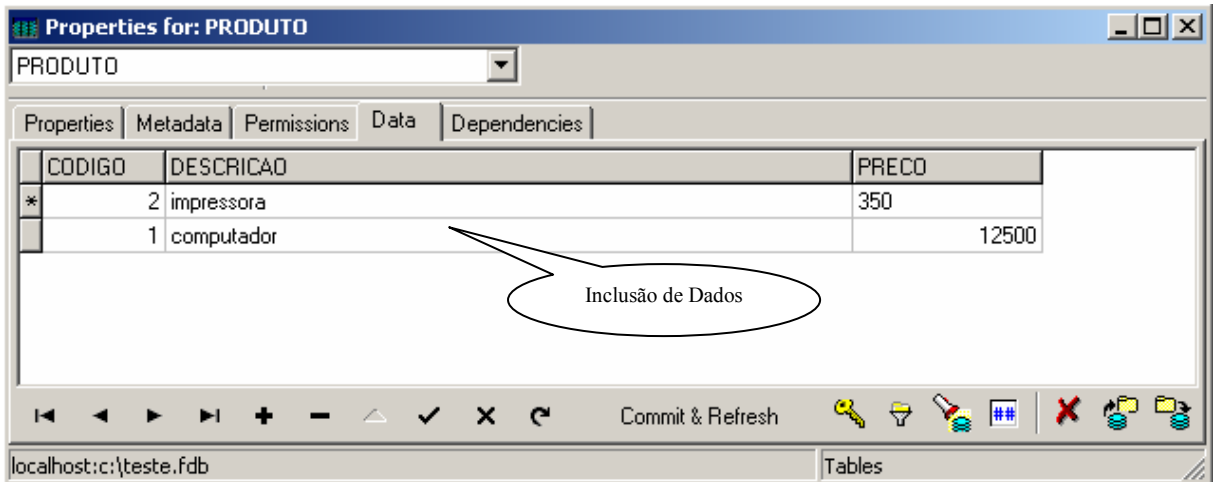 Properties for: PRODUTO
PRODUTO
Properties Metadata Permissions Data Dependencies
CODIGO DESCRICAO PRECO
* 2 impressora 350
1 computador 12500
Inclusão de Dados
Commit & Refresh ##
localhost:c:\teste.fdb Tables